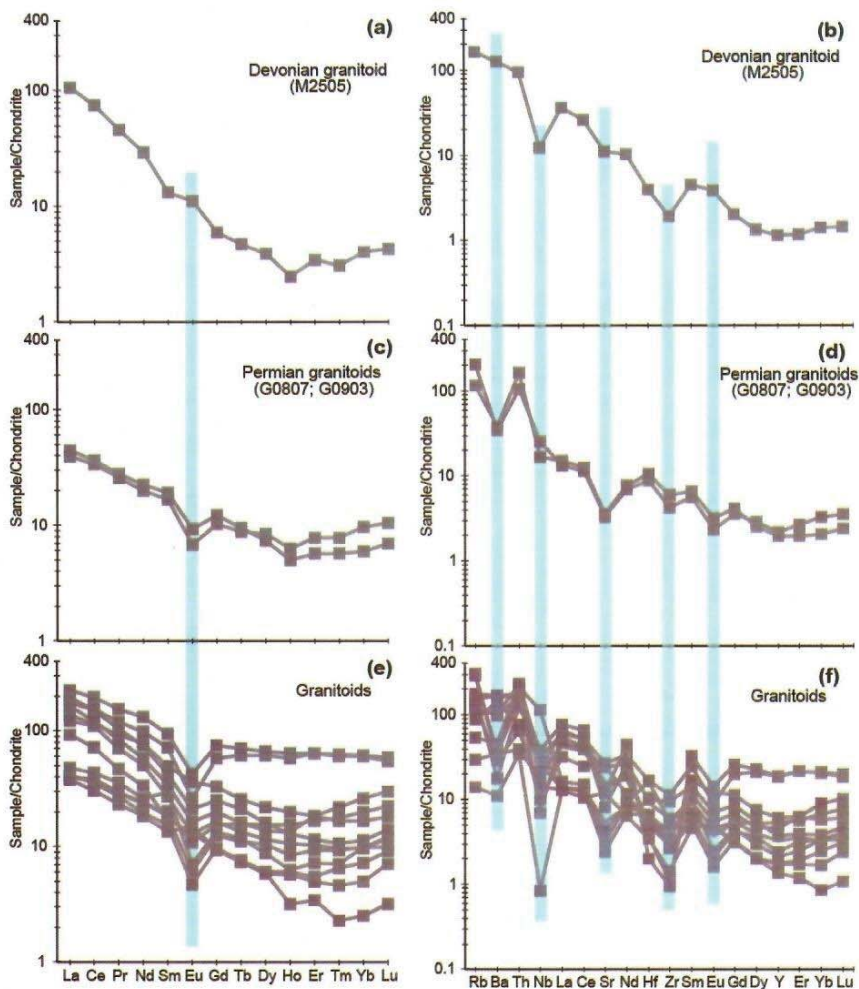 (a)
Devonian granitoid
(M2505)
Sample/Chondrite
400
100
10
1
(b)
Devonian granitoid
(M2505)
Sample/Chondrite
400
100
10
1
0.1
(c)
Permian granitoids
(G0807; G0903)
Sample/Chondrite
400
100
10
1
(d)
Permian granitoids
(G0807; G0903)
Sample/Chondrite
400
100
10
1
0.1
(e)
Granitoids
Sample/Chondrite
400
100
10
1
La Ce Pr Nd Sm Eu Gd Tb Dy Ho Er Tm Yb Lu
(f)
Granitoids
Sample/Chondrite
400
100
10
1
0.1
Rb Ba Th Nb La Ce Sr Nd Hf Zr Sm Eu Gd Dy Y Er Yb Lu